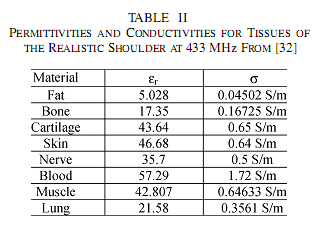 TABLE II
PERMITTIVITIES AND CONDUCTIVITIES FOR TISSUES OF
THE REALISTIC SHOULDER AT 433 MHZ FROM [32]
Material εr σ
Fat 5.028 0.04502 S/m
Bone 17.35 0.16725 S/m
Cartilage 43.64 0.65 S/m
Skin 46.68 0.64 S/m
Nerve 35.7 0.5 S/m
Blood 57.29 1.72 S/m
Muscle 42.807 0.64633 S/m
Lung 21.58 0.3561 S/m